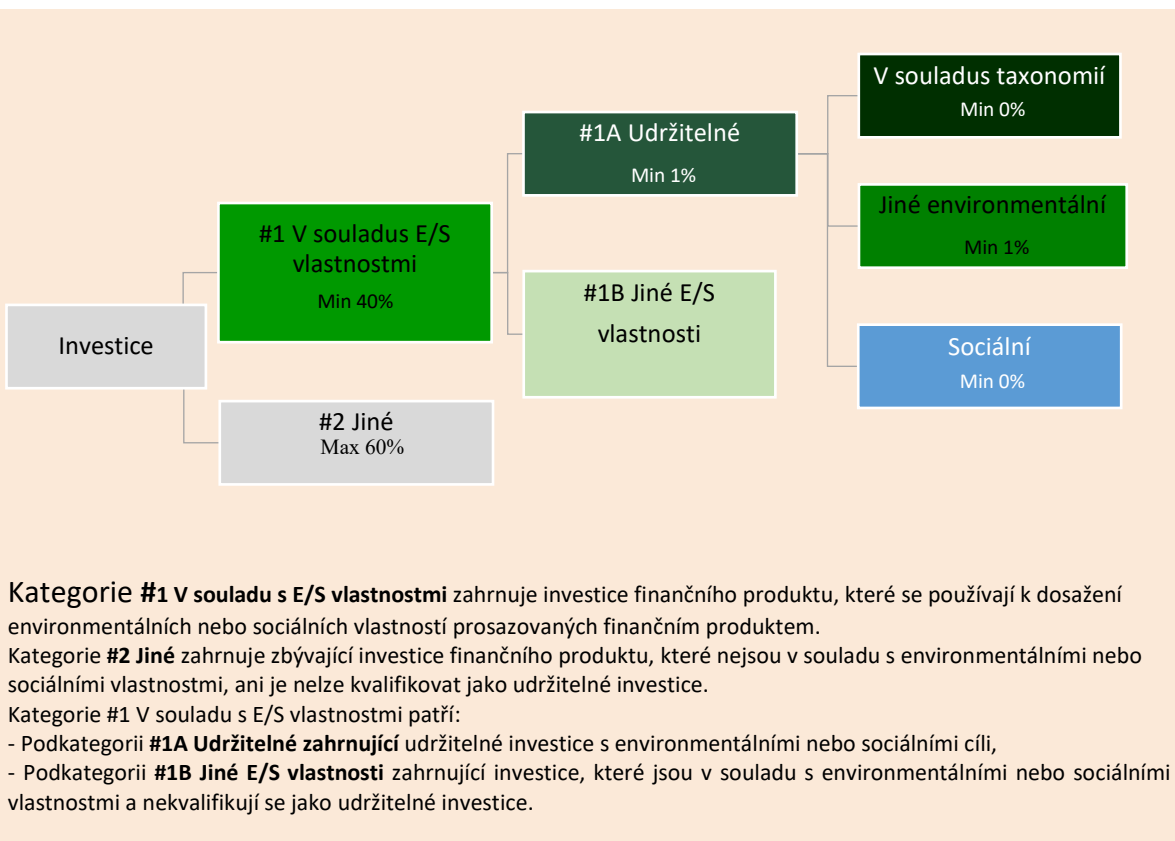 V souladus taxonomií
Min 0%
#1A Udržitelné
Min 1%
Jiné environmentální
Min 1%
#1 V souladus E/S
vlastnostmi
Min 40%
#1B Jiné E/S
vlastnosti
Investice
Sociální
Min 0%
#2 Jiné
Max 60%
Kategorie #1 V souladu s E/S vlastnostmi zahrnuje investice finančního produktu, které se používají k dosažení
environmentálních nebo sociálních vlastností prosazovaných finančním produktem.
Kategorie #2 Jiné zahrnuje zbývající investice finančního produktu, které nejsou v souladu s environmentálními nebo
sociálními vlastnostmi, ani je nelze kvalifikovat jako udržitelné investice.
Kategorie #1 V souladu s E/S vlastnostmi patří:
- Podkategorii #1A Udržitelné zahrnující udržitelné investice s environmentálními nebo sociálními cíli,
- Podkategorii #1B Jiné E/S vlastnosti zahrnující investice, které jsou v souladu s environmentálními nebo sociálními
vlastnostmi a nekvalifikují se jako udržitelné investice.